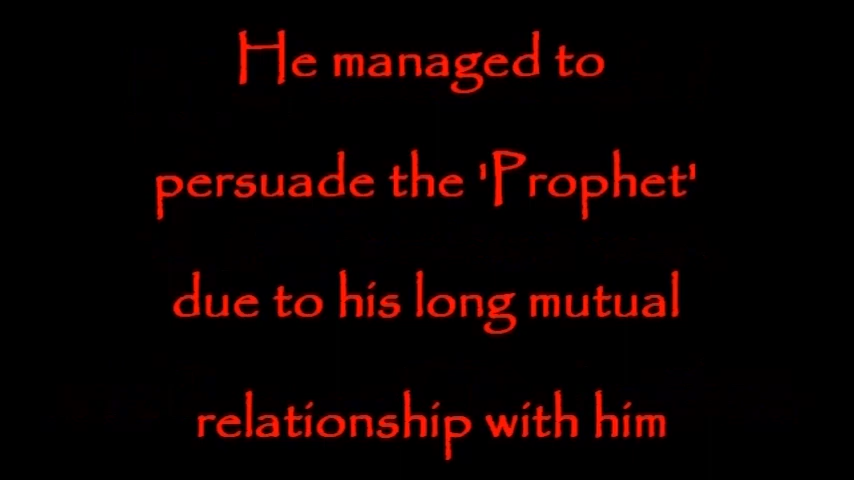 He managed to
persuade the 'Prophet'
due to his long mutual
relationship with him